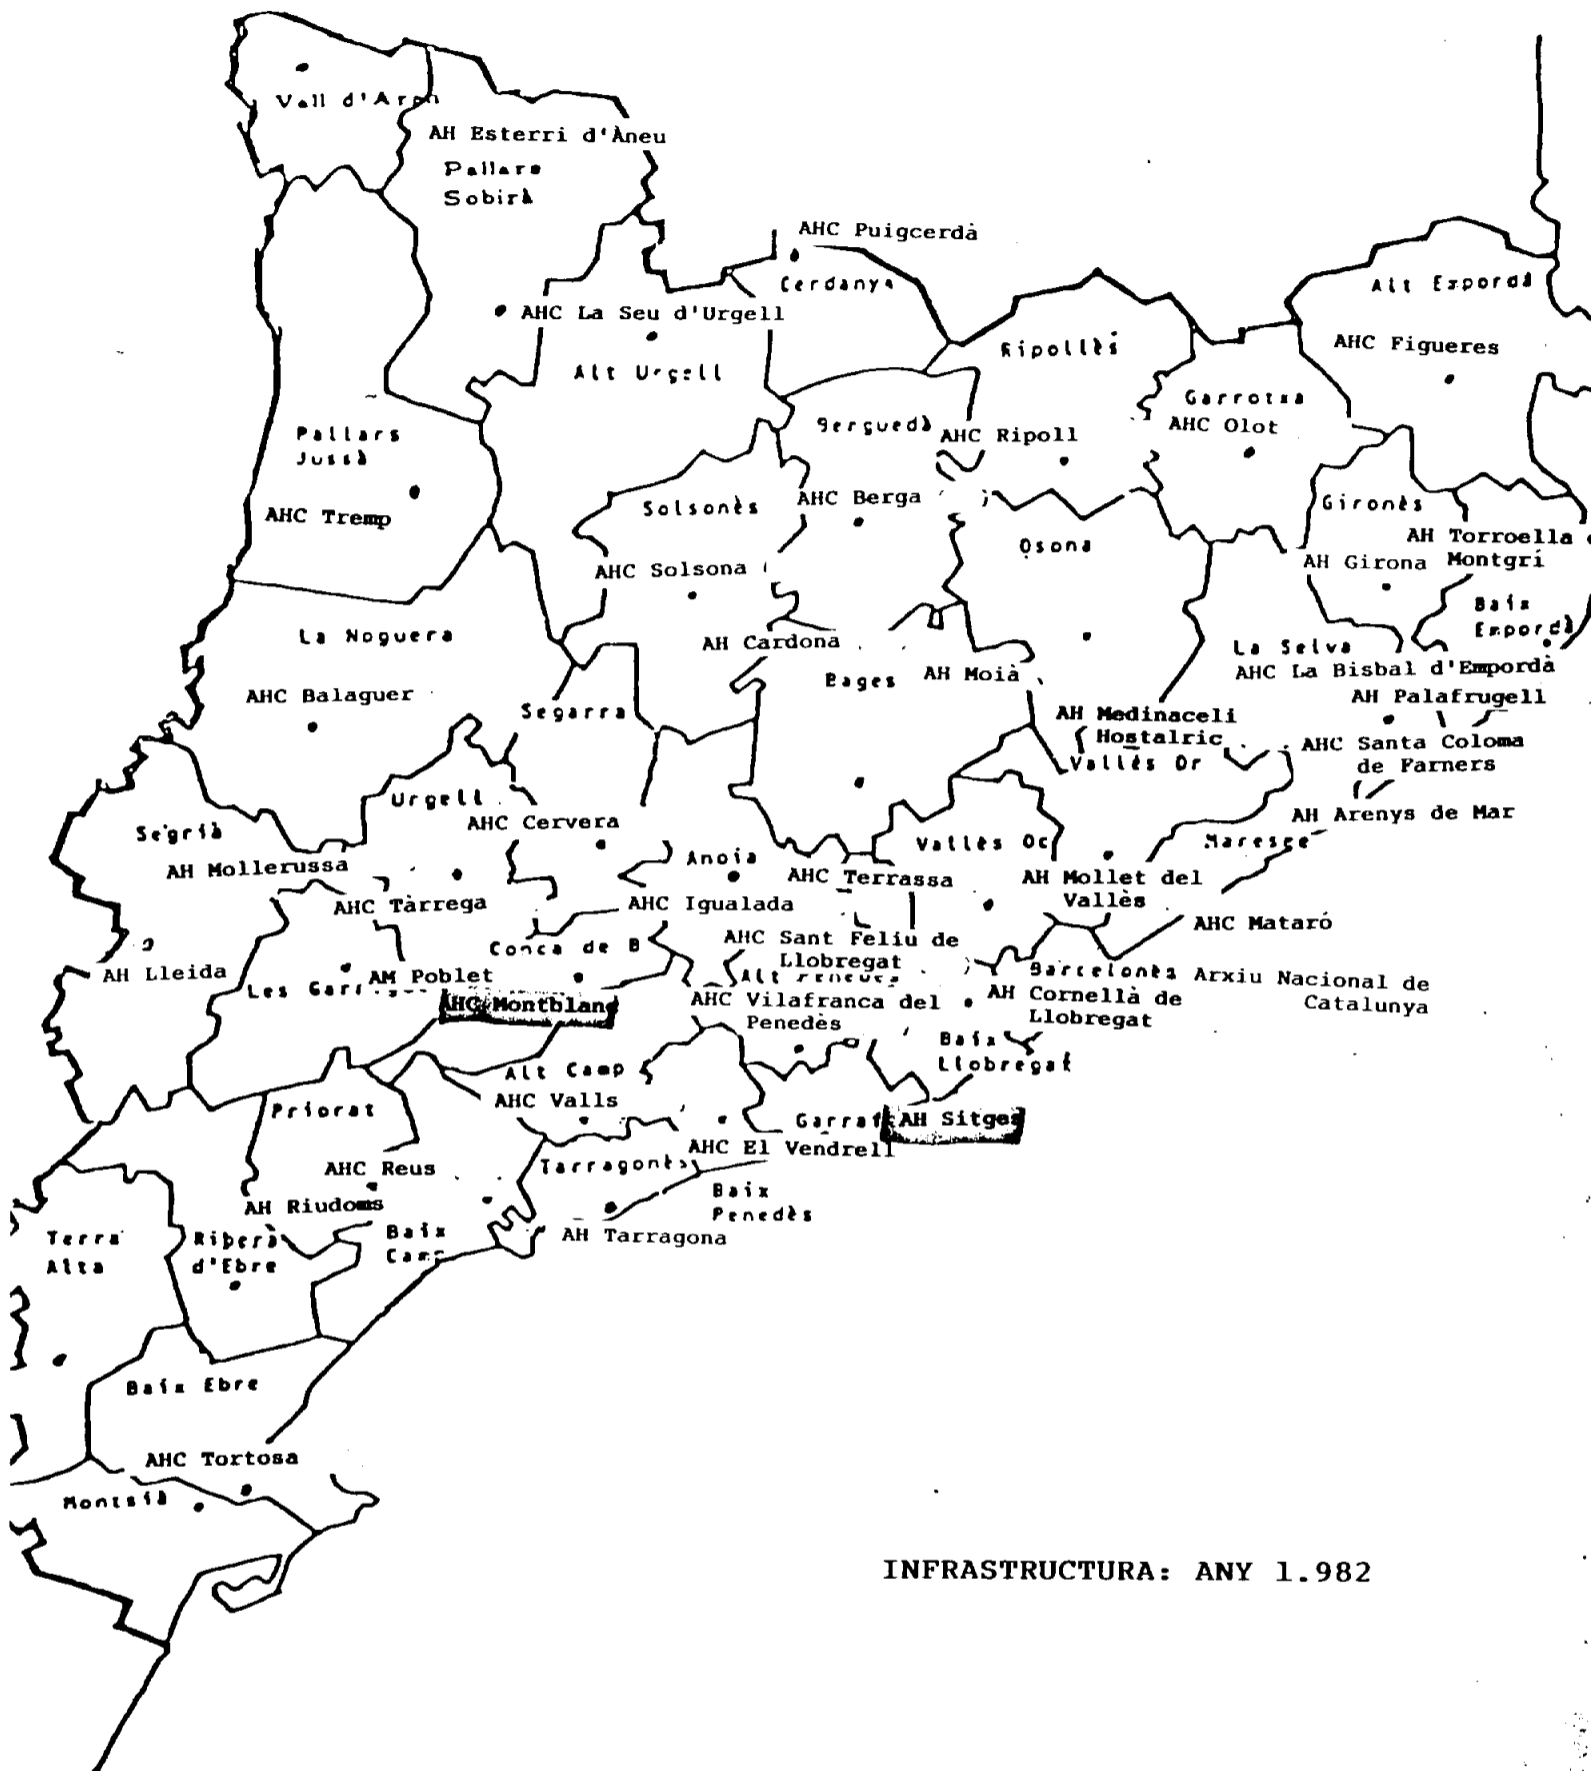 Vall d'Aran
AH Esterri d'Àneu
Pallars
Sobirà
AHC Puigcerdà
Cerdanya
Alt Empordà
AHC La Seu d'Urgell
AHC Figueres
Ripollès
Alt Urgell
Garrotxa
AHC Olot
Berguedà
AHC Ripoll
Pallars
Jussà
AHC Tremp
Solsonès
AHC Berga
Gironès
Osona
AH Torroella
Montgrí
AHC Solsona
AH Girona
Baix
Empordà
La Noguera
AH Cardona
La Selva
AHC La Bisbal d'Empordà
Bages
AH Moià
AHC Balaguer
AH Palafrugell
Segarra
AH Medinaceli
Hostalric
AHC Santa Coloma
de Farners
Vallès Or
Urgell
AHC Cervera
AH Arenys de Mar
Segrià
Vallès Oc
Maresme
AH Mollerussa
Anoia
AHC Terrassa
AH Mollet del
Vallès
AHC Tàrrega
AHC Igualada
AHC Mataró
Conca de B
AHC Sant Feliu de
Llobregat
AH Lleida
AM Poblet
Alt Penedès
Barcelonès
Arxiu Nacional de
Catalunya
Les Garrigues
AHC Montblanc
AHC Vilafranca del
Penedès
AH Cornellà de
Llobregat
Baix
Llobregat
Alt Camp
AHC Valls
Priorat
Garraf
AH Sitges
AHC El Vendrell
AHC Reus
Tarragonès
AH Riudoms
Baix
Penedès
Terra
Alta
Ribera
d'Ebre
Baix
Camp
AH Tarragona
Baix Ebre
AHC Tortosa
Montsià
INFRASTRUCTURA: ANY 1.982